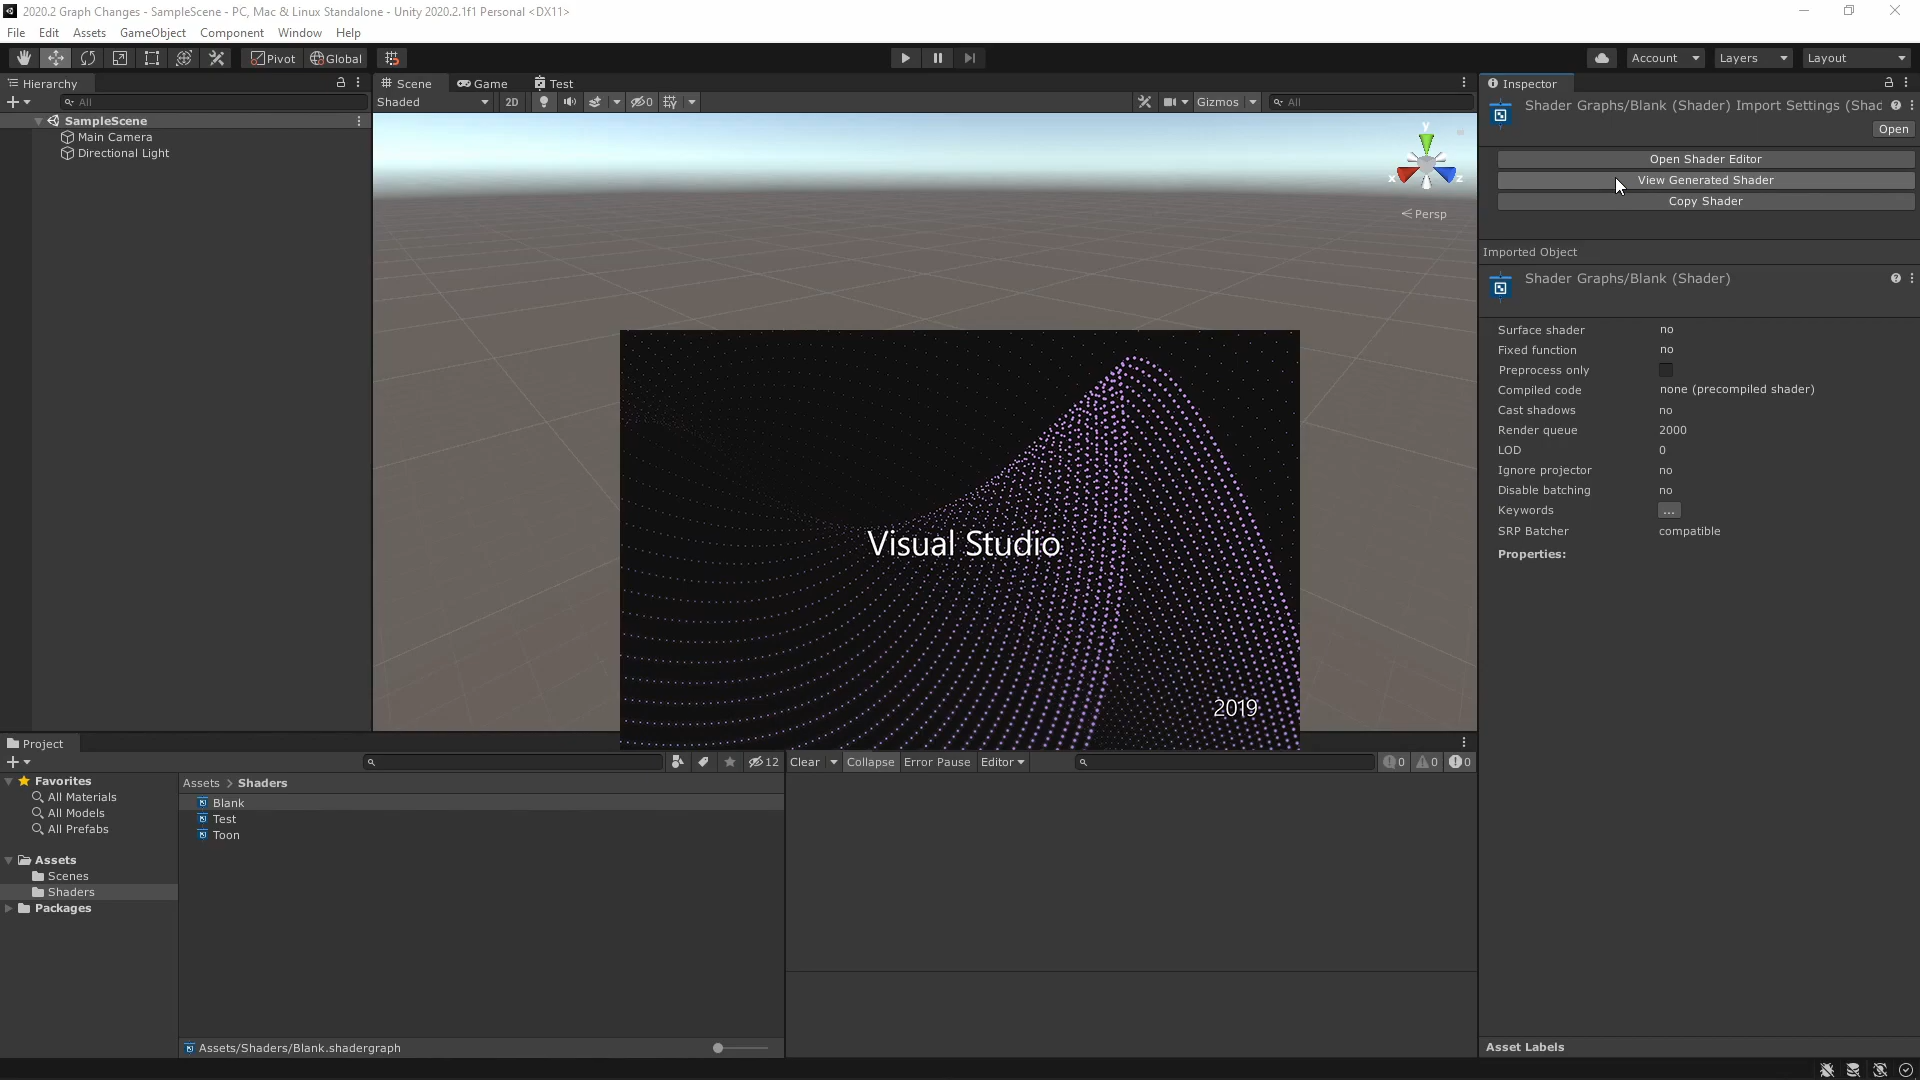 2020.2 Graph Changes - SampleScene - PC, Mac & Linux Standalone - Unity 2020.2.1f1 Personal <DX11>
File Edit Assets GameObject Component Window Help
Pivot Global Account Layers Layout
Hierarchy
All
SampleScene
Main Camera
Directional Light
Scene Game Test
Shaded 2D 0 Gizmos All
y
x z
Persp
Visual Studio
2019
Inspector
Shader Graphs/Blank (Shader) Import Settings (Shad
Open
Open Shader Editor
View Generated Shader
Copy Shader
Imported Object
Shader Graphs/Blank (Shader)
Surface shader no
Fixed function no
Preprocess only
Compiled code none (precompiled shader)
Cast shadows no
Render queue 2000
LOD 0
Ignore projector no
Disable batching no
Keywords ...
SRP Batcher compatible
Properties:
Asset Labels
Project
12
Favorites
All Materials
All Models
All Prefabs
Assets
Scenes
Shaders
Packages
Assets > Shaders
Blank
Test
Toon
Assets/Shaders/Blank.shadergraph
Clear Collapse Error Pause Editor 0 0 0